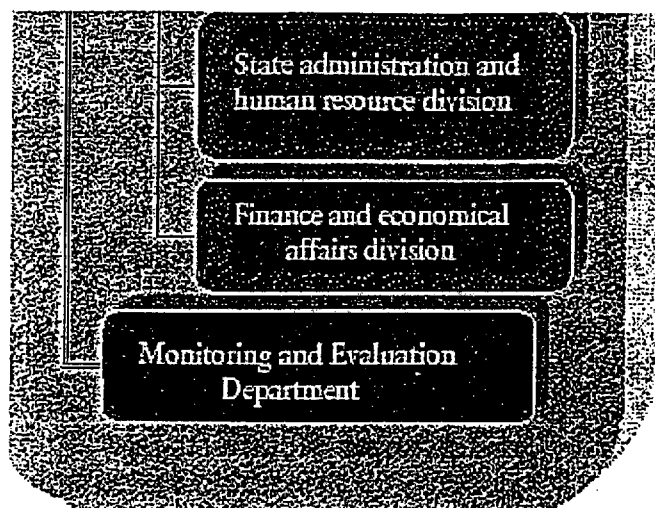 State administration and
human resource division
Finance and economical
affairs division
Monitoring and Evaluation
Department